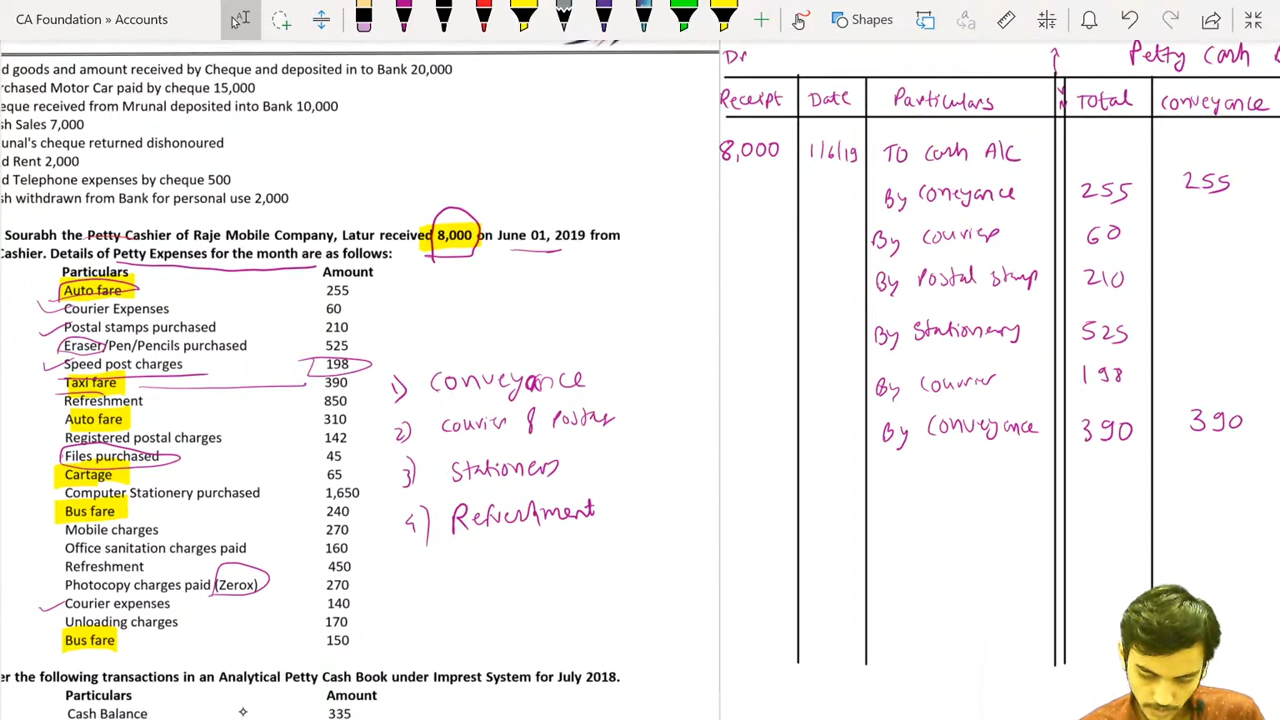 CA Foundation » Accounts
Shapes
d goods and amount received by Cheque and deposited in to Bank 20,000
rchased Motor Car paid by cheque 15,000
eque received from Mrunal deposited into Bank 10,000
sh Sales 7,000
unal's cheque returned dishonoured
d Rent 2,000
d Telephone expenses by cheque 500
sh withdrawn from Bank for personal use 2,000
Sourabh the Petty Cashier of Raje Mobile Company, Latur received 8,000 on June 01, 2019 from
Cashier. Details of Petty Expenses for the month are as follows:
Particulars Amount
Auto fare 255
Courier Expenses 60
Postal stamps purchased 210
Eraser/Pen/Pencils purchased 525
Speed post charges 198
Taxi fare 390
Refreshment 850
Auto fare 310
Registered postal charges 142
Files purchased 45
Cartage 65
Computer Stationery purchased 1,650
Bus fare 240
Mobile charges 270
Office sanitation charges paid 160
Refreshment 450
Photocopy charges paid (Zerox) 270
Courier expenses 140
Unloading charges 170
Bus fare 150
er the following transactions in an Analytical Petty Cash Book under Imprest System for July 2018.
Particulars Amount
Cash Balance 335
1) Conveyance
2) Courier & Postag
3) Stationery
4) Refreshment
Dr Petty Cash
Receipt Date Particulars Total Conveyance
8,000 1/6/19 To Cash A/C
By Coneyance 255 255
By Courier 60
By Postal Stmp 210
By Stationery 525
By Courier 198
By Conveyance 390 390